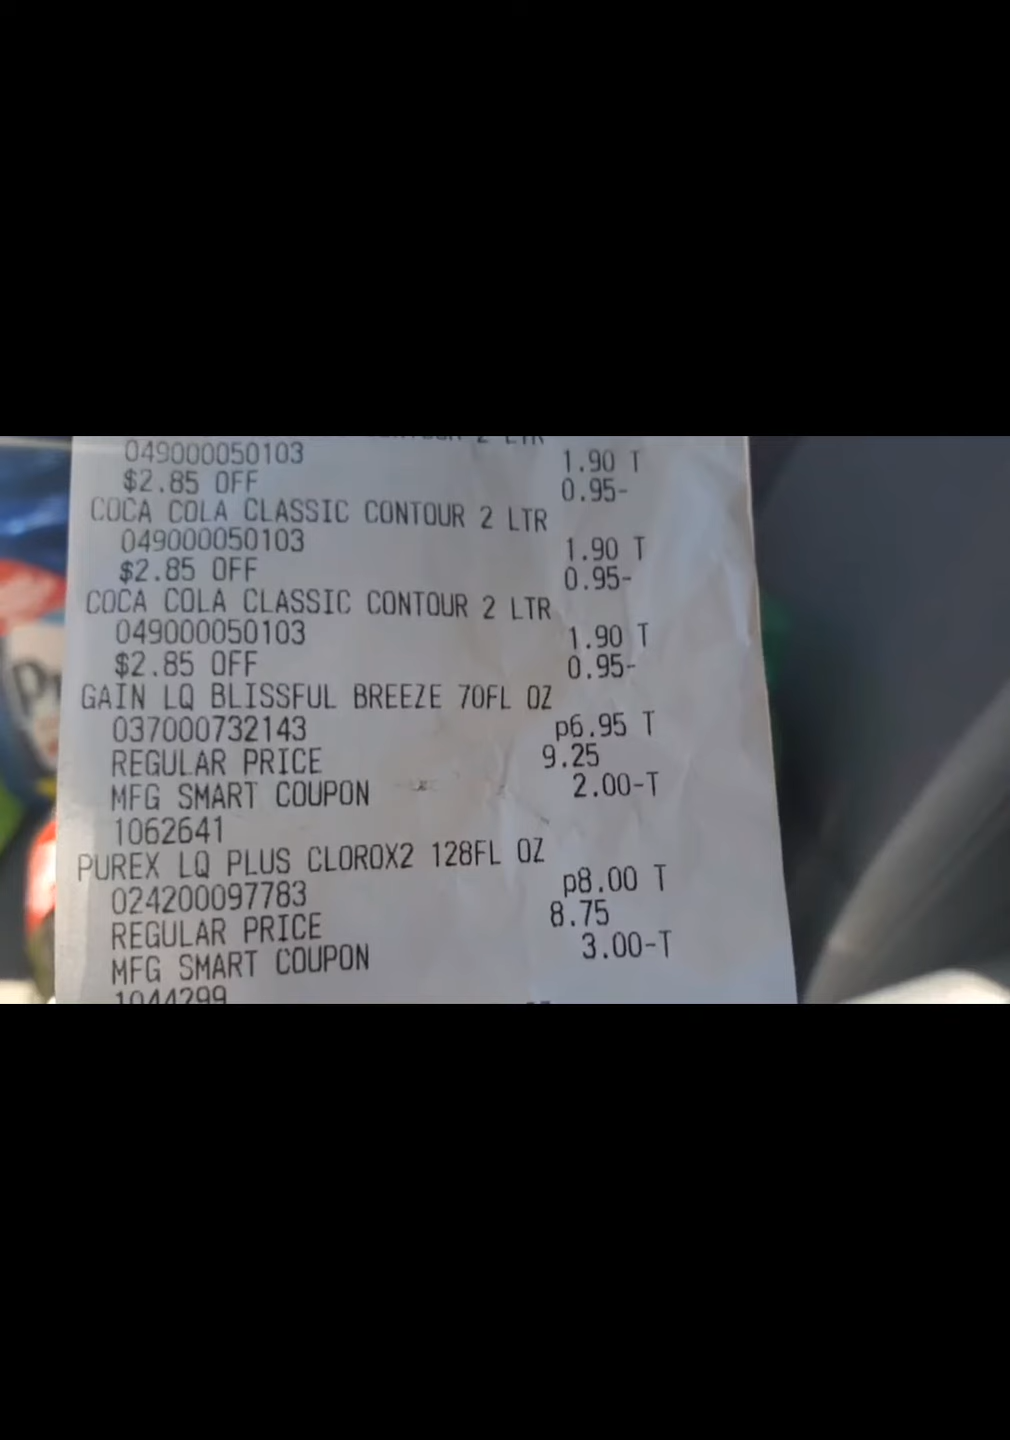 2 LTR
049000050103 1.90 T
$2.85 OFF 0.95-
COCA COLA CLASSIC CONTOUR 2 LTR
049000050103 1.90 T
$2.85 OFF 0.95-
COCA COLA CLASSIC CONTOUR 2 LTR
049000050103 1.90 T
$2.85 OFF 0.95-
GAIN LQ BLISSFUL BREEZE 70FL OZ
037000732143 p6.95 T
REGULAR PRICE 9.25
MFG SMART COUPON 2.00-T
1062641
PUREX LQ PLUS CLOROX2 128FL OZ
024200097783 p8.00 T
REGULAR PRICE 8.75
MFG SMART COUPON 3.00-T
1044299